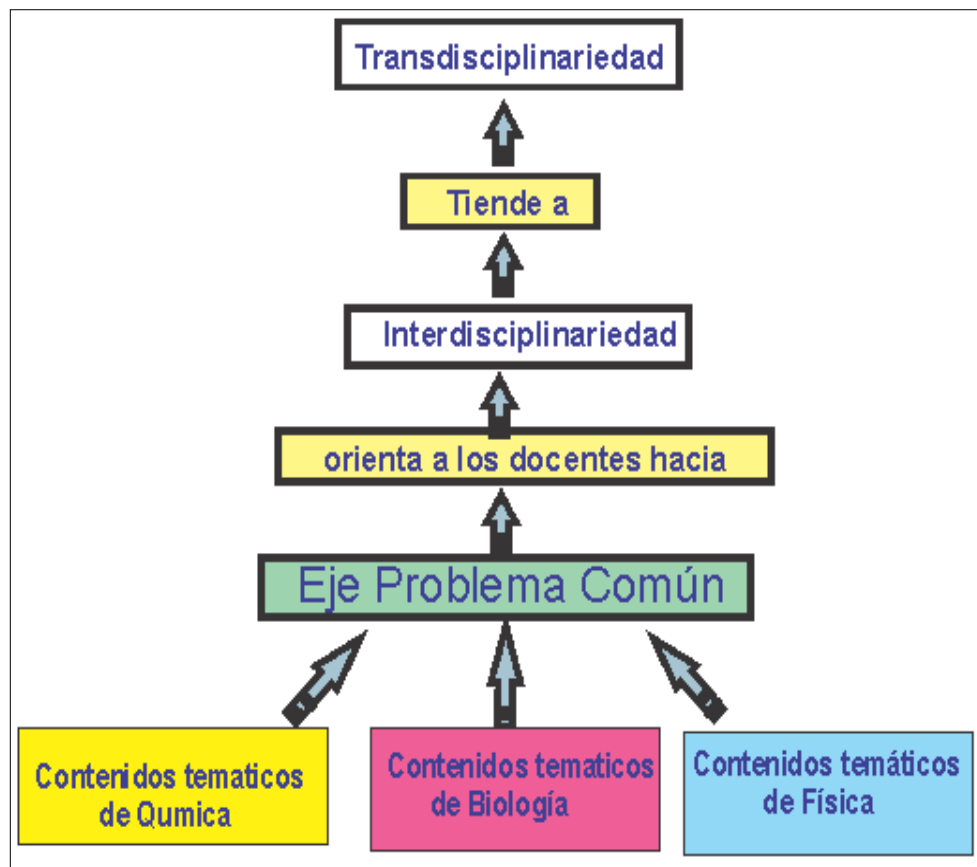 Transdisciplinariedad
Tiende a
Interdisciplinariedad
orienta a los docentes hacia
Eje Problema Común
Contenidos tematicos
de Qumica
Contenidos tematicos
de Biología
Contenidos temáticos
de Física